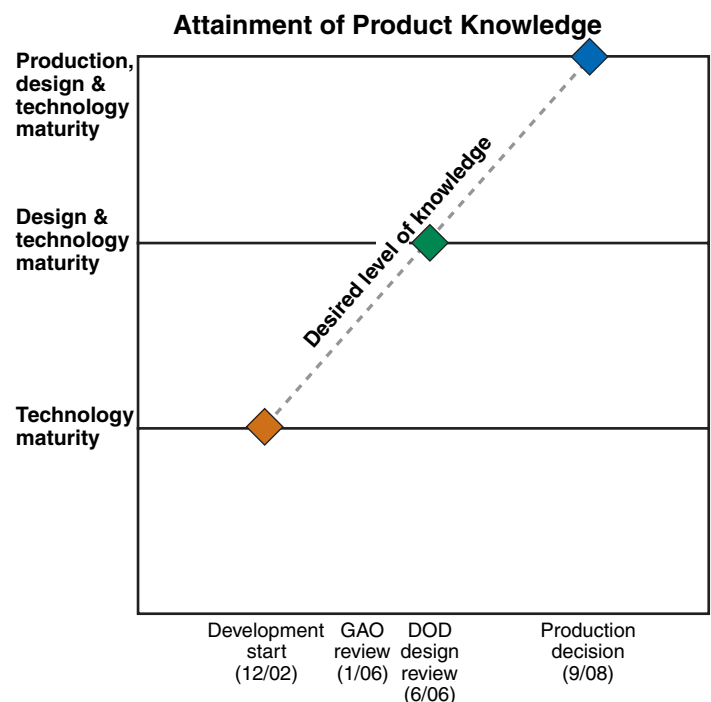 Attainment of Product Knowledge
Production,
design &
technology
maturity
Design &
technology
maturity
Technology
maturity
Desired level of knowledge
Development
start
(12/02)
GAO
review
(1/06)
DOD
design
review
(6/06)
Production
decision
(9/08)